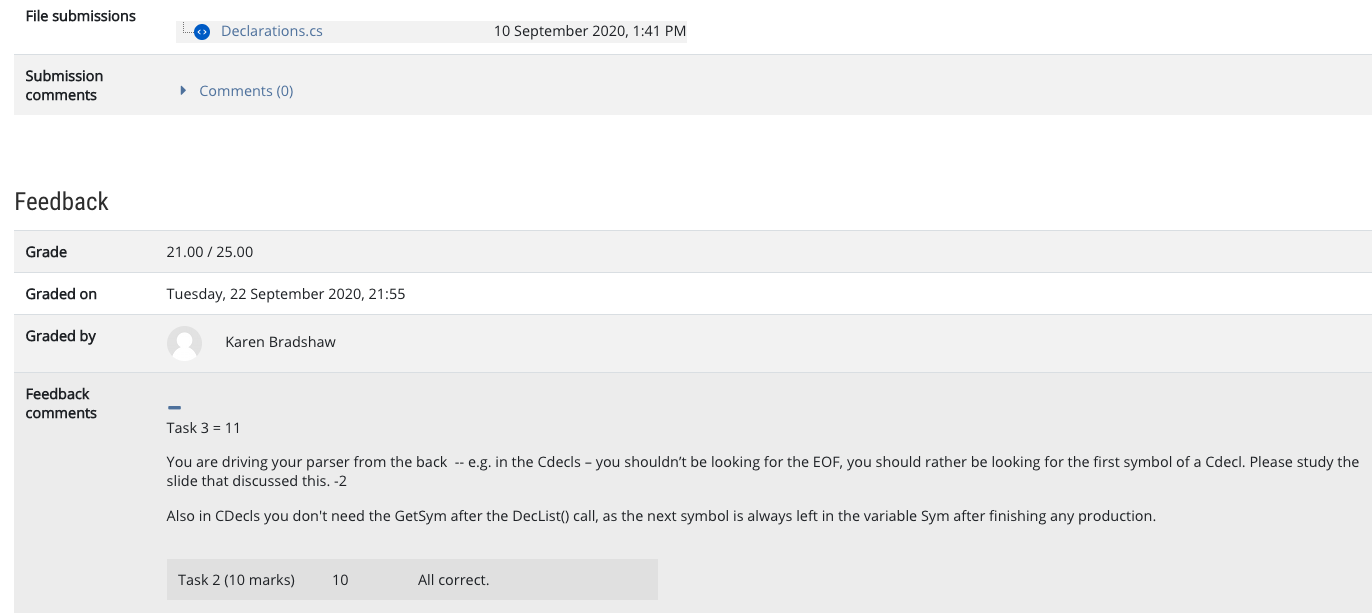 File submissions
Declarations.cs 10 September 2020, 1:41 PM
Submission
comments
Comments (0)
Feedback
Grade 21.00 / 25.00
Graded on Tuesday, 22 September 2020, 21:55
Graded by Karen Bradshaw
Feedback
comments
Task 3 = 11
You are driving your parser from the back  -- e.g. in the Cdecls – you shouldn't be looking for the EOF, you should rather be looking for the first symbol of a Cdecl. Please study the
slide that discussed this. -2
Also in CDecls you don't need the GetSym after the DecList() call, as the next symbol is always left in the variable Sym after finishing any production.
Task 2 (10 marks) 10 All correct.